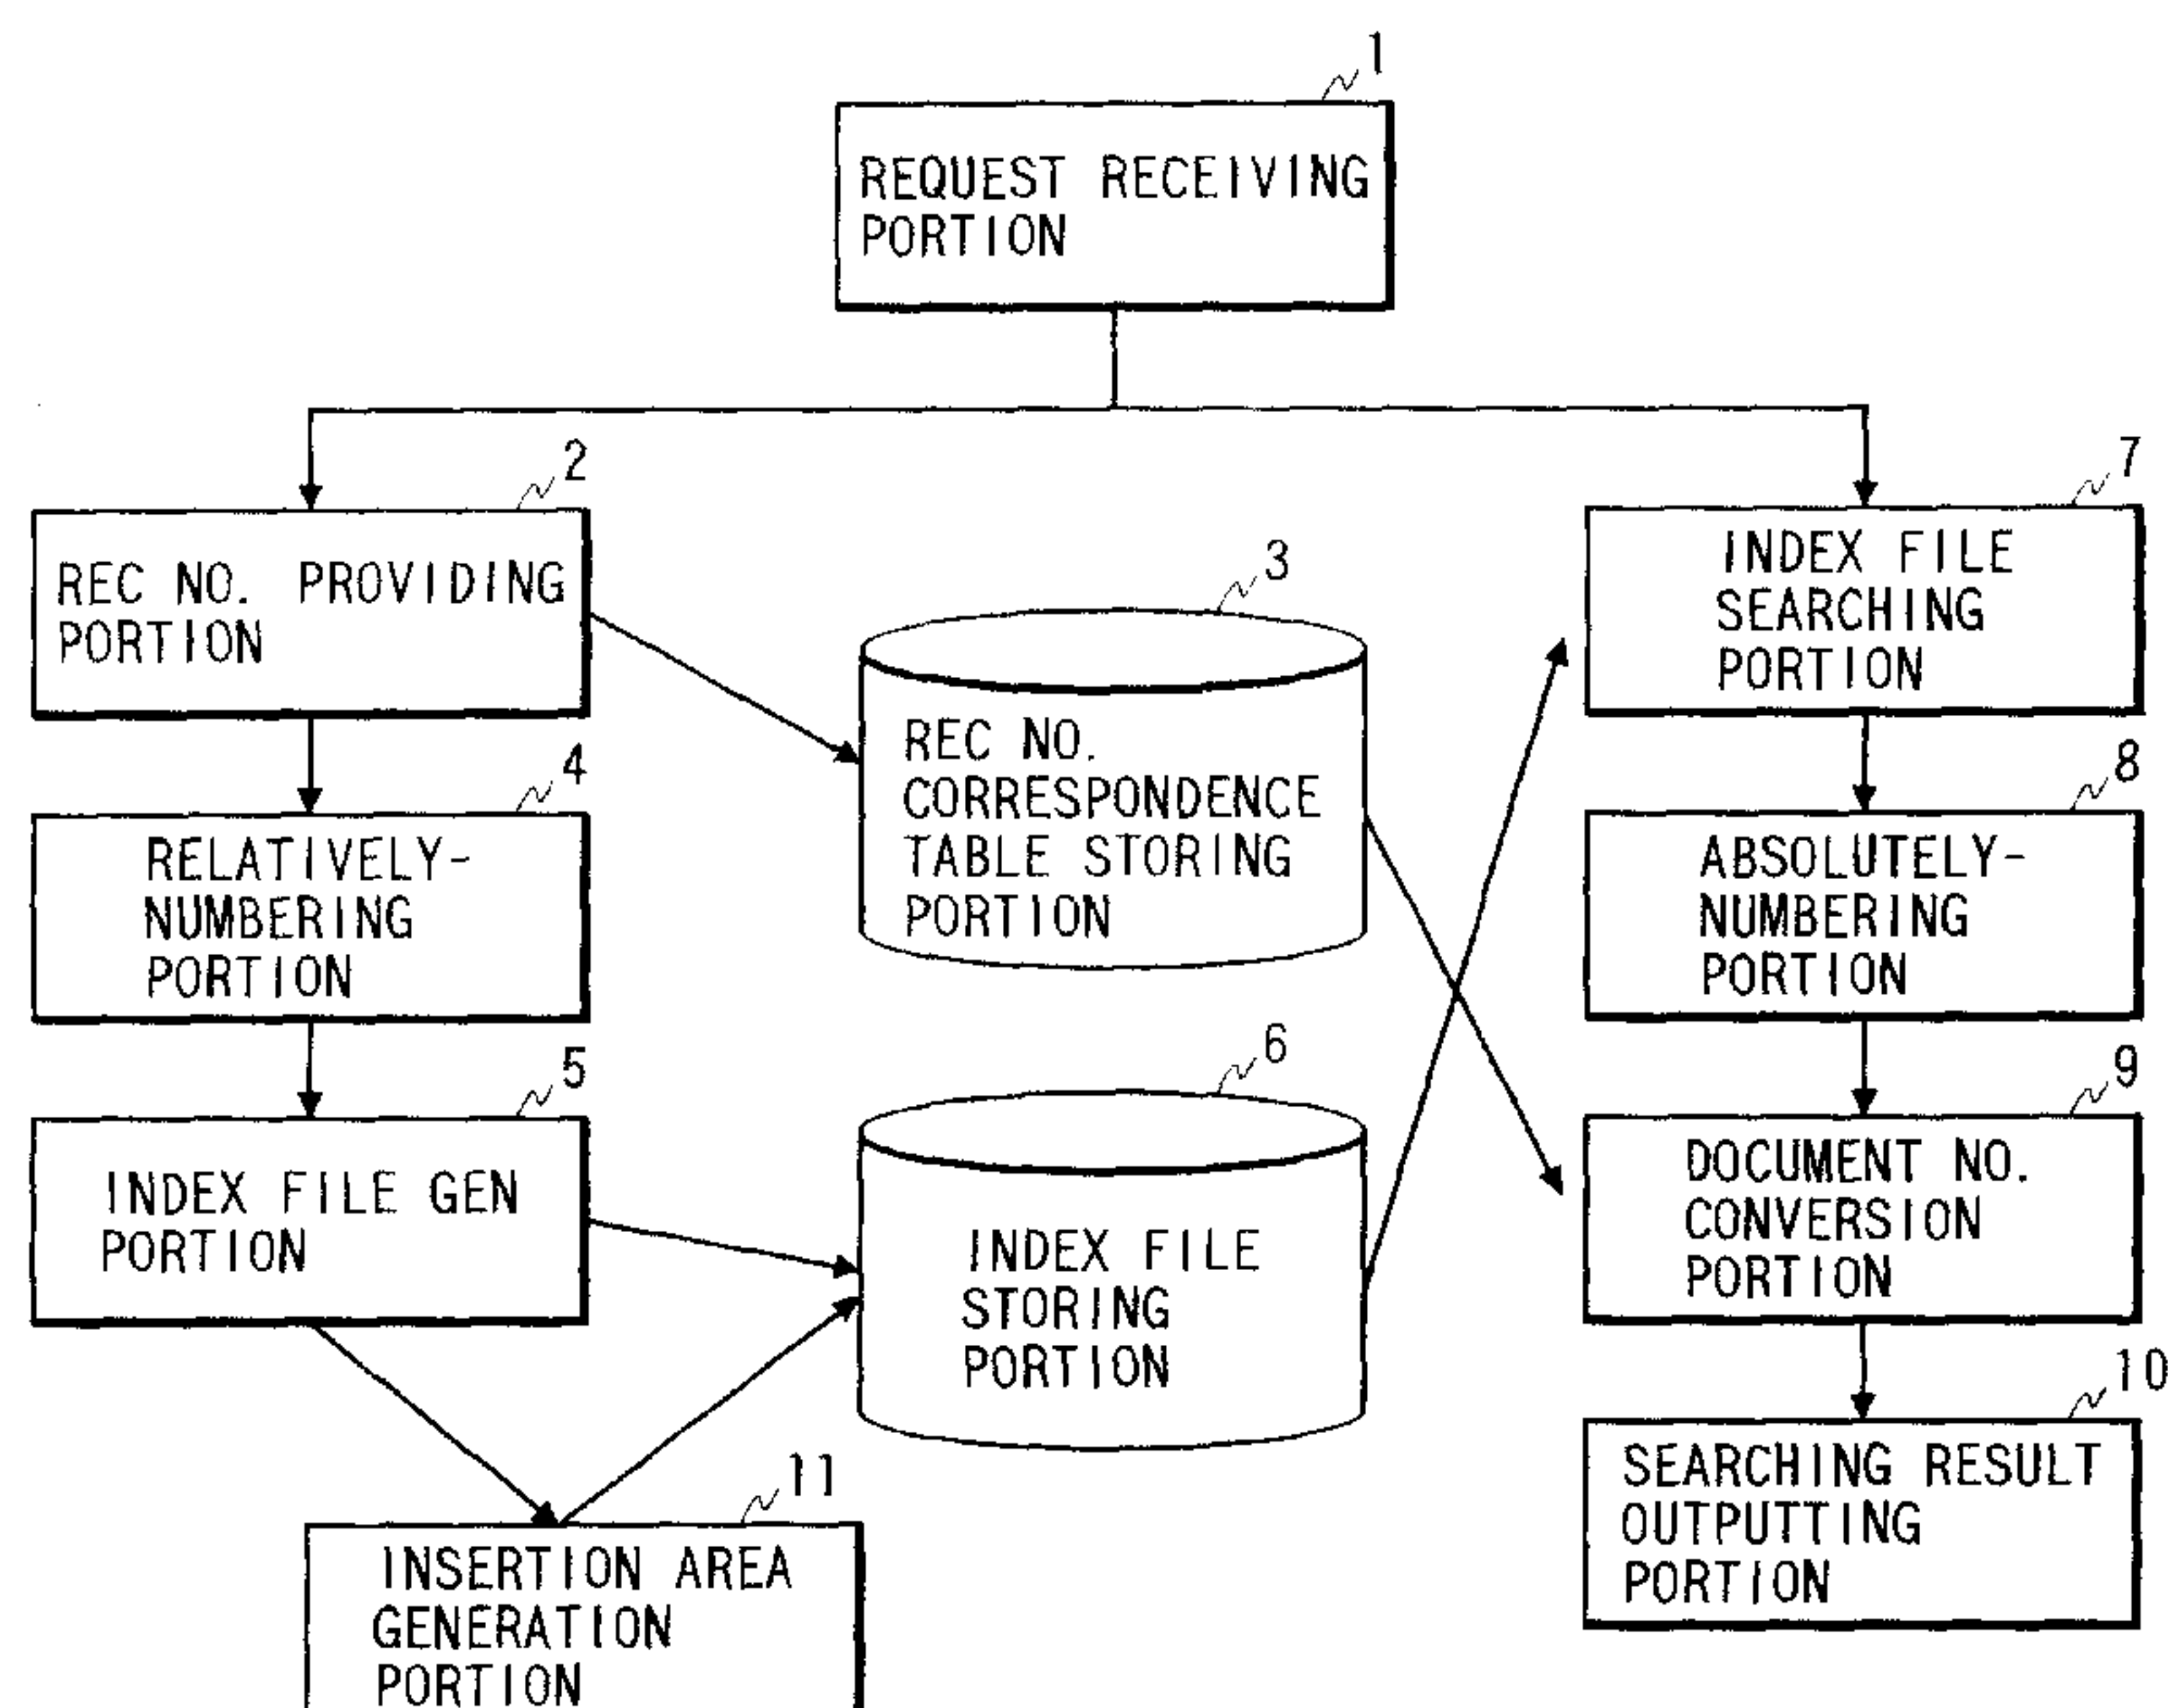 1
REQUEST RECEIVING
PORTION
2
REC NO. PROVIDING
PORTION
3
REC NO.
CORRESPONDENCE
TABLE STORING
PORTION
4
RELATIVELY-
NUMBERING
PORTION
5
INDEX FILE GEN
PORTION
6
INDEX FILE
STORING
PORTION
7
INDEX FILE
SEARCHING
PORTION
8
ABSOLUTELY-
NUMBERING
PORTION
9
DOCUMENT NO.
CONVERSION
PORTION
10
SEARCHING RESULT
OUTPUTTING
PORTION
11
INSERTION AREA
GENERATION
PORTION